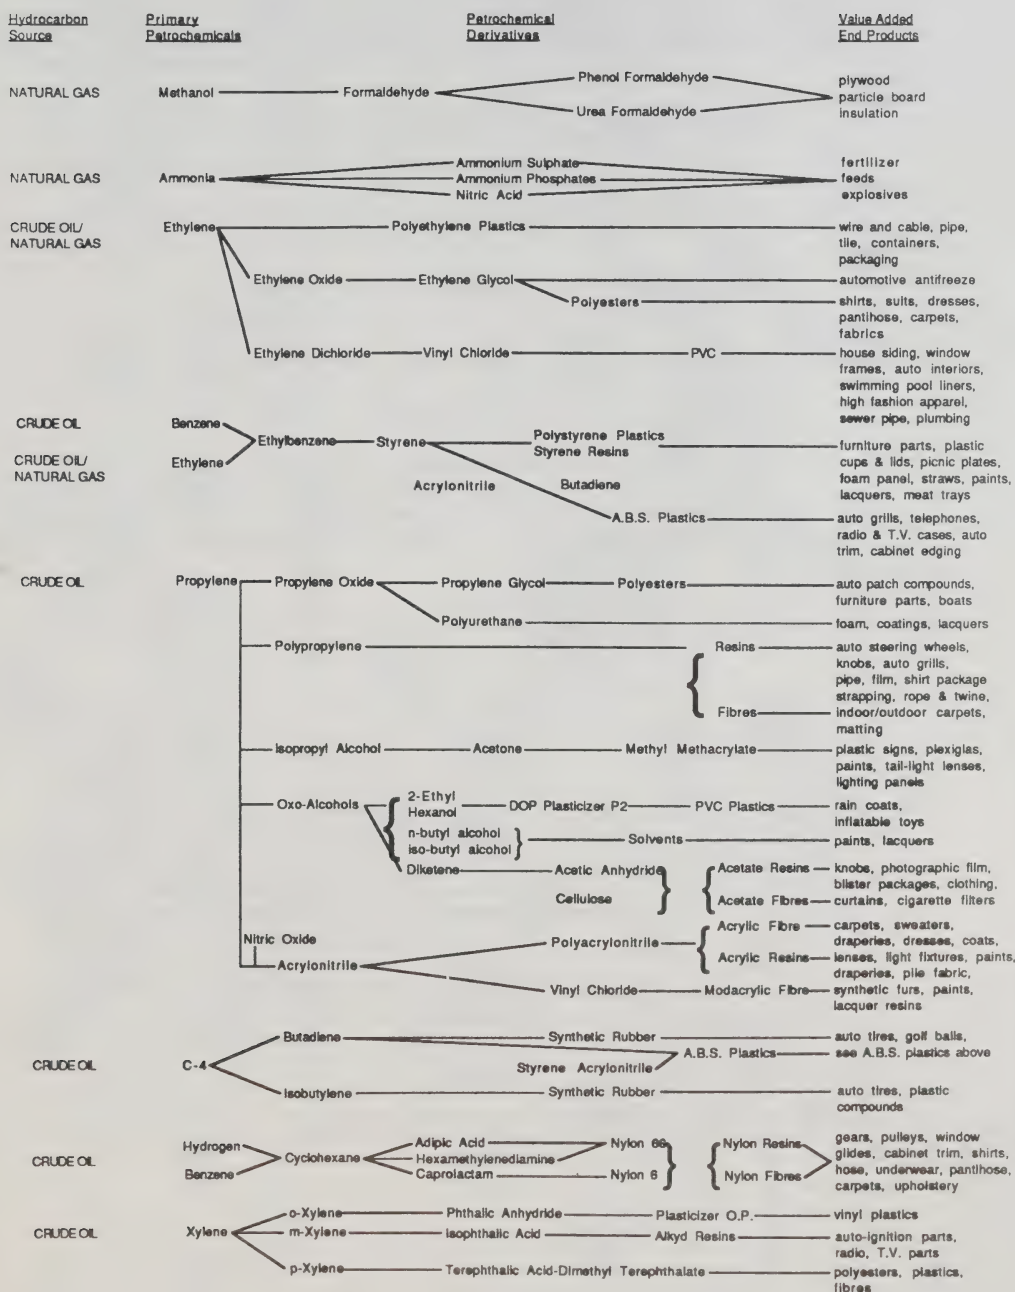 Hydrocarbon Source
Primary Petrochemicals
Petrochemical Derivatives
Value Added End Products
NATURAL GAS
Methanol
Formaldehyde
Phenol Formaldehyde
Urea Formaldehyde
plywood
particle board
insulation
NATURAL GAS
Ammonia
Ammonium Sulphate
Ammonium Phosphates
Nitric Acid
fertilizer
feeds
explosives
CRUDE OIL/
NATURAL GAS
Ethylene
Polyethylene Plastics
wire and cable, pipe,
tile, containers,
packaging
Ethylene Oxide
Ethylene Glycol
automotive antifreeze
Polyesters
shirts, suits, dresses,
pantihose, carpets,
fabrics
Ethylene Dichloride
Vinyl Chloride
PVC
house siding, window
frames, auto interiors,
swimming pool liners,
high fashion apparel,
sewer pipe, plumbing
CRUDE OIL
Benzene
CRUDE OIL/
NATURAL GAS
Ethylene
Ethylbenzene
Styrene
Polystyrene Plastics
Styrene Resins
furniture parts, plastic
cups & lids, picnic plates,
foam panel, straws, paints,
lacquers, meat trays
Acrylonitrile
Butadiene
A.B.S. Plastics
auto grills, telephones,
radio & T.V. cases, auto
trim, cabinet edging
CRUDE OIL
Propylene
Propylene Oxide
Propylene Glycol
Polyesters
auto patch compounds,
furniture parts, boats
Polyurethane
foam, coatings, lacquers
Polypropylene
Resins
Fibres
auto steering wheels,
knobs, auto grills,
pipe, film, shirt package
strapping, rope & twine,
indoor/outdoor carpets,
matting
Isopropyl Alcohol
Acetone
Methyl Methacrylate
plastic signs, plexiglas,
paints, tail-light lenses,
lighting panels
Oxo-Alcohols
2-Ethyl
Hexanol
DOP Plasticizer P2
PVC Plastics
rain coats,
inflatable toys
n-butyl alcohol
iso-butyl alcohol
Solvents
paints, lacquers
Diketene
Acetic Anhydride
Cellulose
Acetate Resins
Acetate Fibres
knobs, photographic film,
blister packages, clothing,
curtains, cigarette filters
Nitric Oxide
Acrylonitrile
Polyacrylonitrile
Acrylic Fibre
Acrylic Resins
carpets, sweaters,
draperies, dresses, coats,
lenses, light fixtures, paints,
draperies, pile fabric,
Vinyl Chloride
Modacrylic Fibre
synthetic furs, paints,
lacquer resins
CRUDE OIL
C-4
Butadiene
Synthetic Rubber
auto tires, golf balls,
Styrene Acrylonitrile
A.B.S. Plastics
see A.B.S. plastics above
Isobutylene
Synthetic Rubber
auto tires, plastic
compounds
CRUDE OIL
Hydrogen
Benzene
Cyclohexane
Adipic Acid
Hexamethylenediamine
Caprolactam
Nylon 66
Nylon 6
Nylon Resins
Nylon Fibres
gears, pulleys, window
glides, cabinet trim, shirts,
hose, underwear, pantihose,
carpets, upholstery
CRUDE OIL
Xylene
o-Xylene
Phthalic Anhydride
Plasticizer O.P.
vinyl plastics
m-Xylene
Isophthalic Acid
Alkyd Resins
auto-ignition parts,
radio, T.V. parts
p-Xylene
Terephthalic Acid-Dimethyl Terephthalate
polyesters, plastics,
fibres